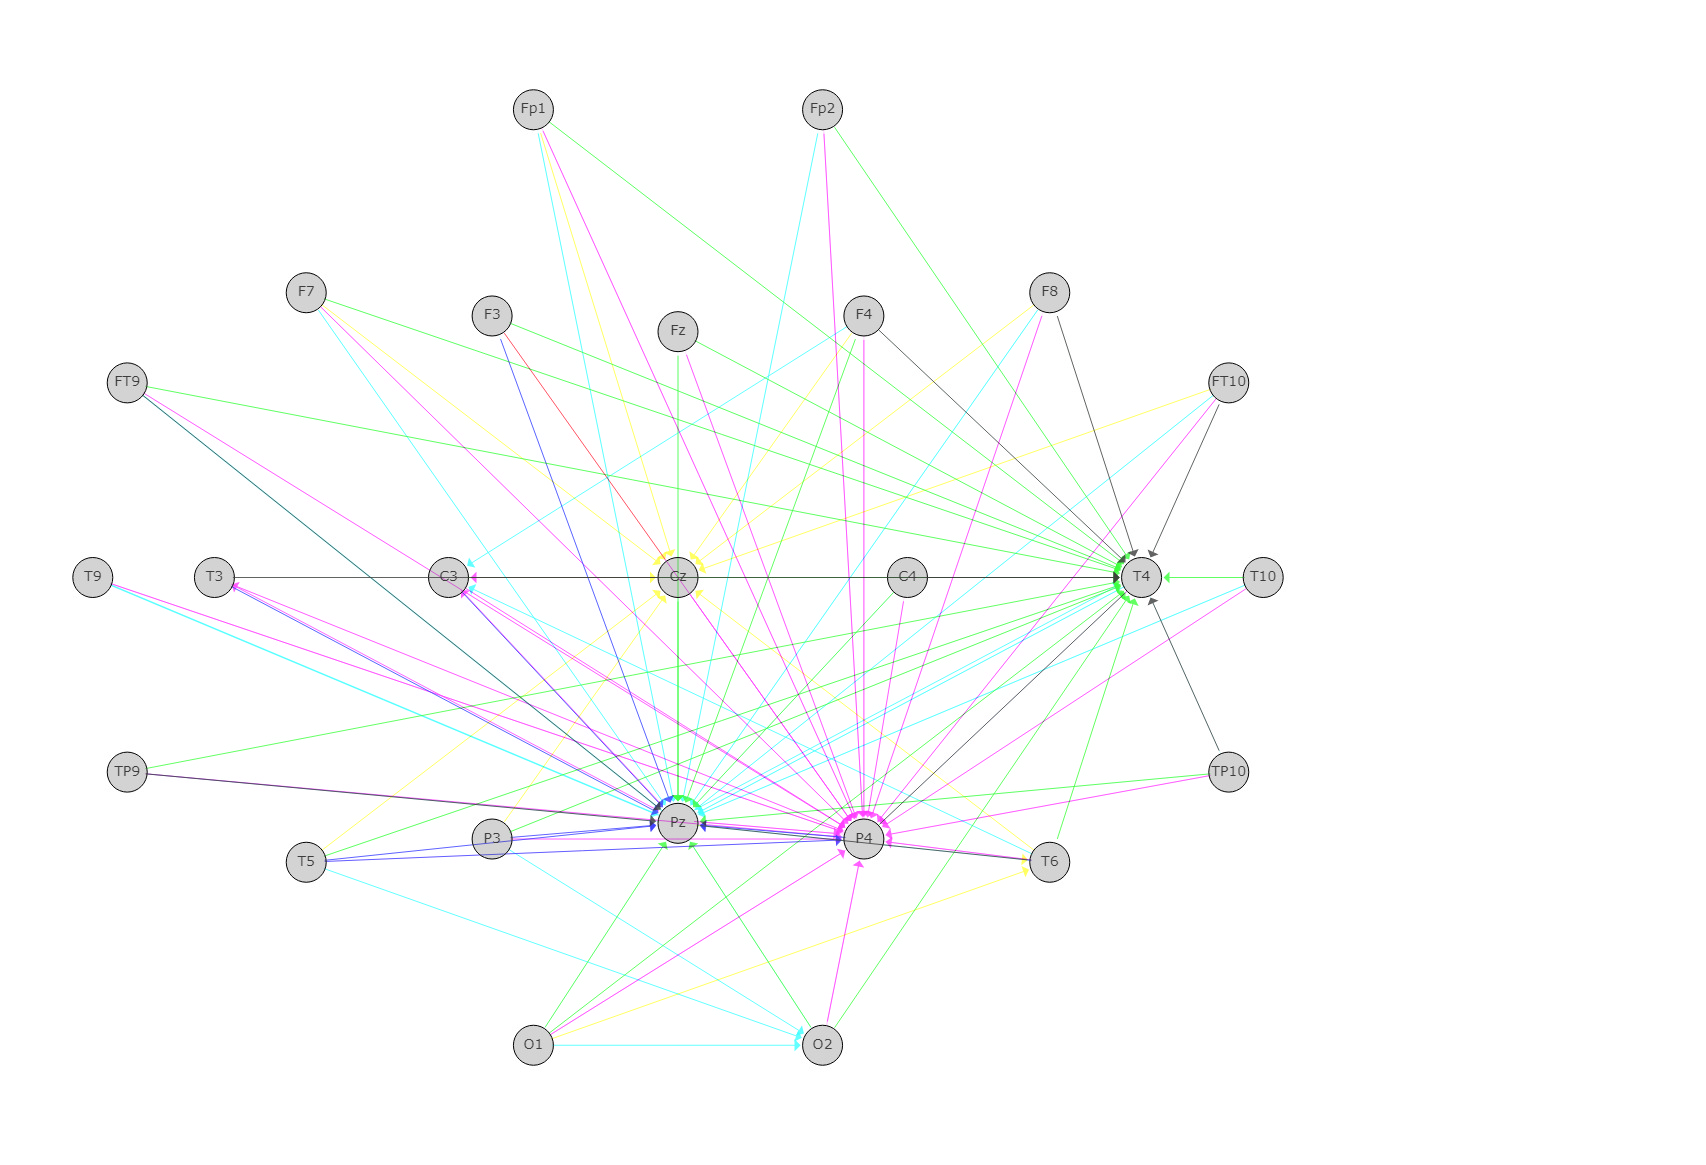 Fp1 Fp2
F7 F8
F3 Fz F4
FT9 FT10
T9 T3 C3 Cz C4 T4 T10
TP9 TP10
Pz
P3 P4
T5 T6
O1 O2